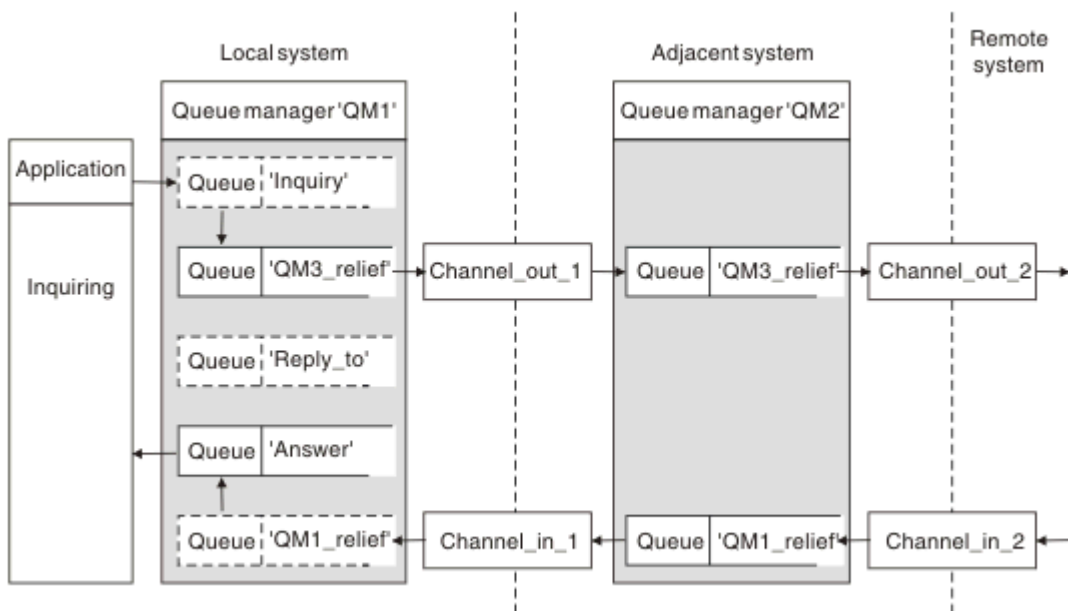 Local system
Adjacent system
Remote
system
Queue manager 'QM1'
Queue manager 'QM2'
Application
Queue 'Inquiry'
Inquiring
Queue 'QM3_relief'
Channel_out_1
Queue 'QM3_relief'
Channel_out_2
Queue 'Reply_to'
Queue 'Answer'
Queue 'QM1_relief'
Channel_in_1
Queue 'QM1_relief'
Channel_in_2